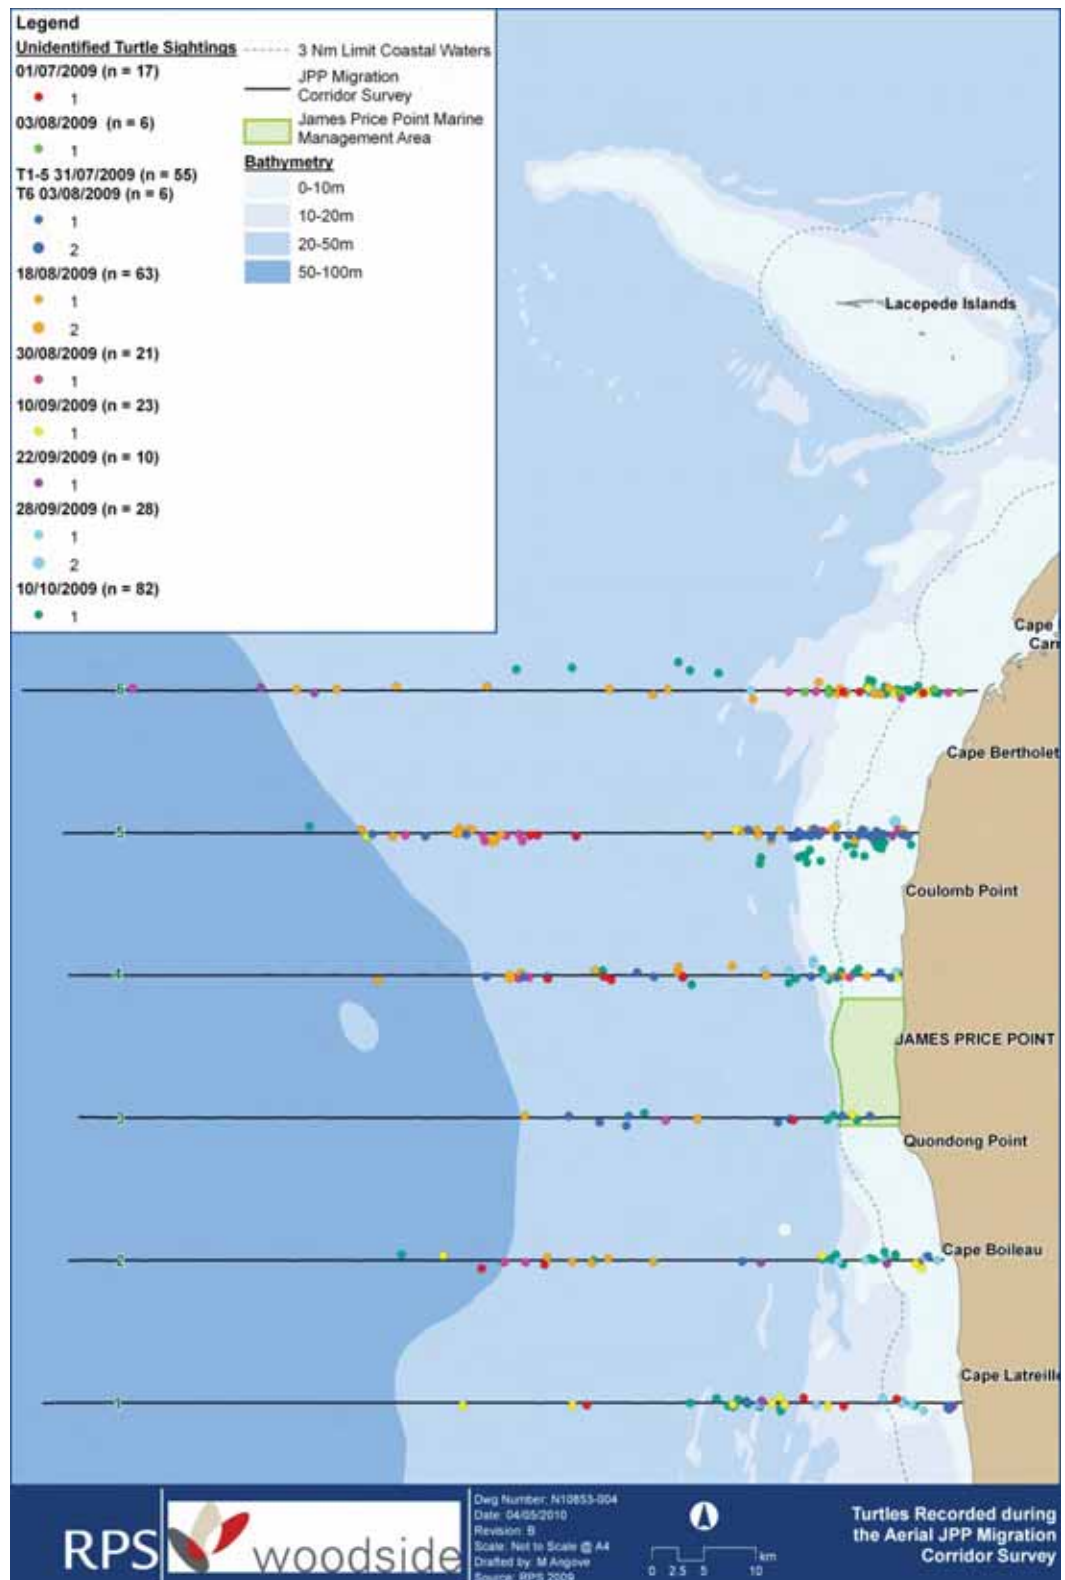 Legend
Unidentified Turtle Sightings
01/07/2009 (n = 17)
1
03/08/2009 (n = 6)
1
T1-5 31/07/2009 (n = 55)
T6 03/08/2009 (n = 6)
1
2
18/08/2009 (n = 63)
1
2
30/08/2009 (n = 21)
1
10/09/2009 (n = 23)
1
22/09/2009 (n = 10)
1
28/09/2009 (n = 28)
1
2
10/10/2009 (n = 82)
1
3 Nm Limit Coastal Waters
JPP Migration
Corridor Survey
James Price Point Marine
Management Area
Bathymetry
0-10m
10-20m
20-50m
50-100m
Lacepede Islands
Cape
Carn
6
Cape Bertholet
5
Coulomb Point
4
JAMES PRICE POINT
3
Quondong Point
2
Cape Boileau
Cape Latreille
1
RPS
woodside
Dwg Number: N10853-004
Date: 04/05/2010
Revision: B
Scale: Not to Scale @ A4
Drafted by: M Angove
Source: RPS 2009
km
0 2.5 5 10
Turtles Recorded during
the Aerial JPP Migration
Corridor Survey